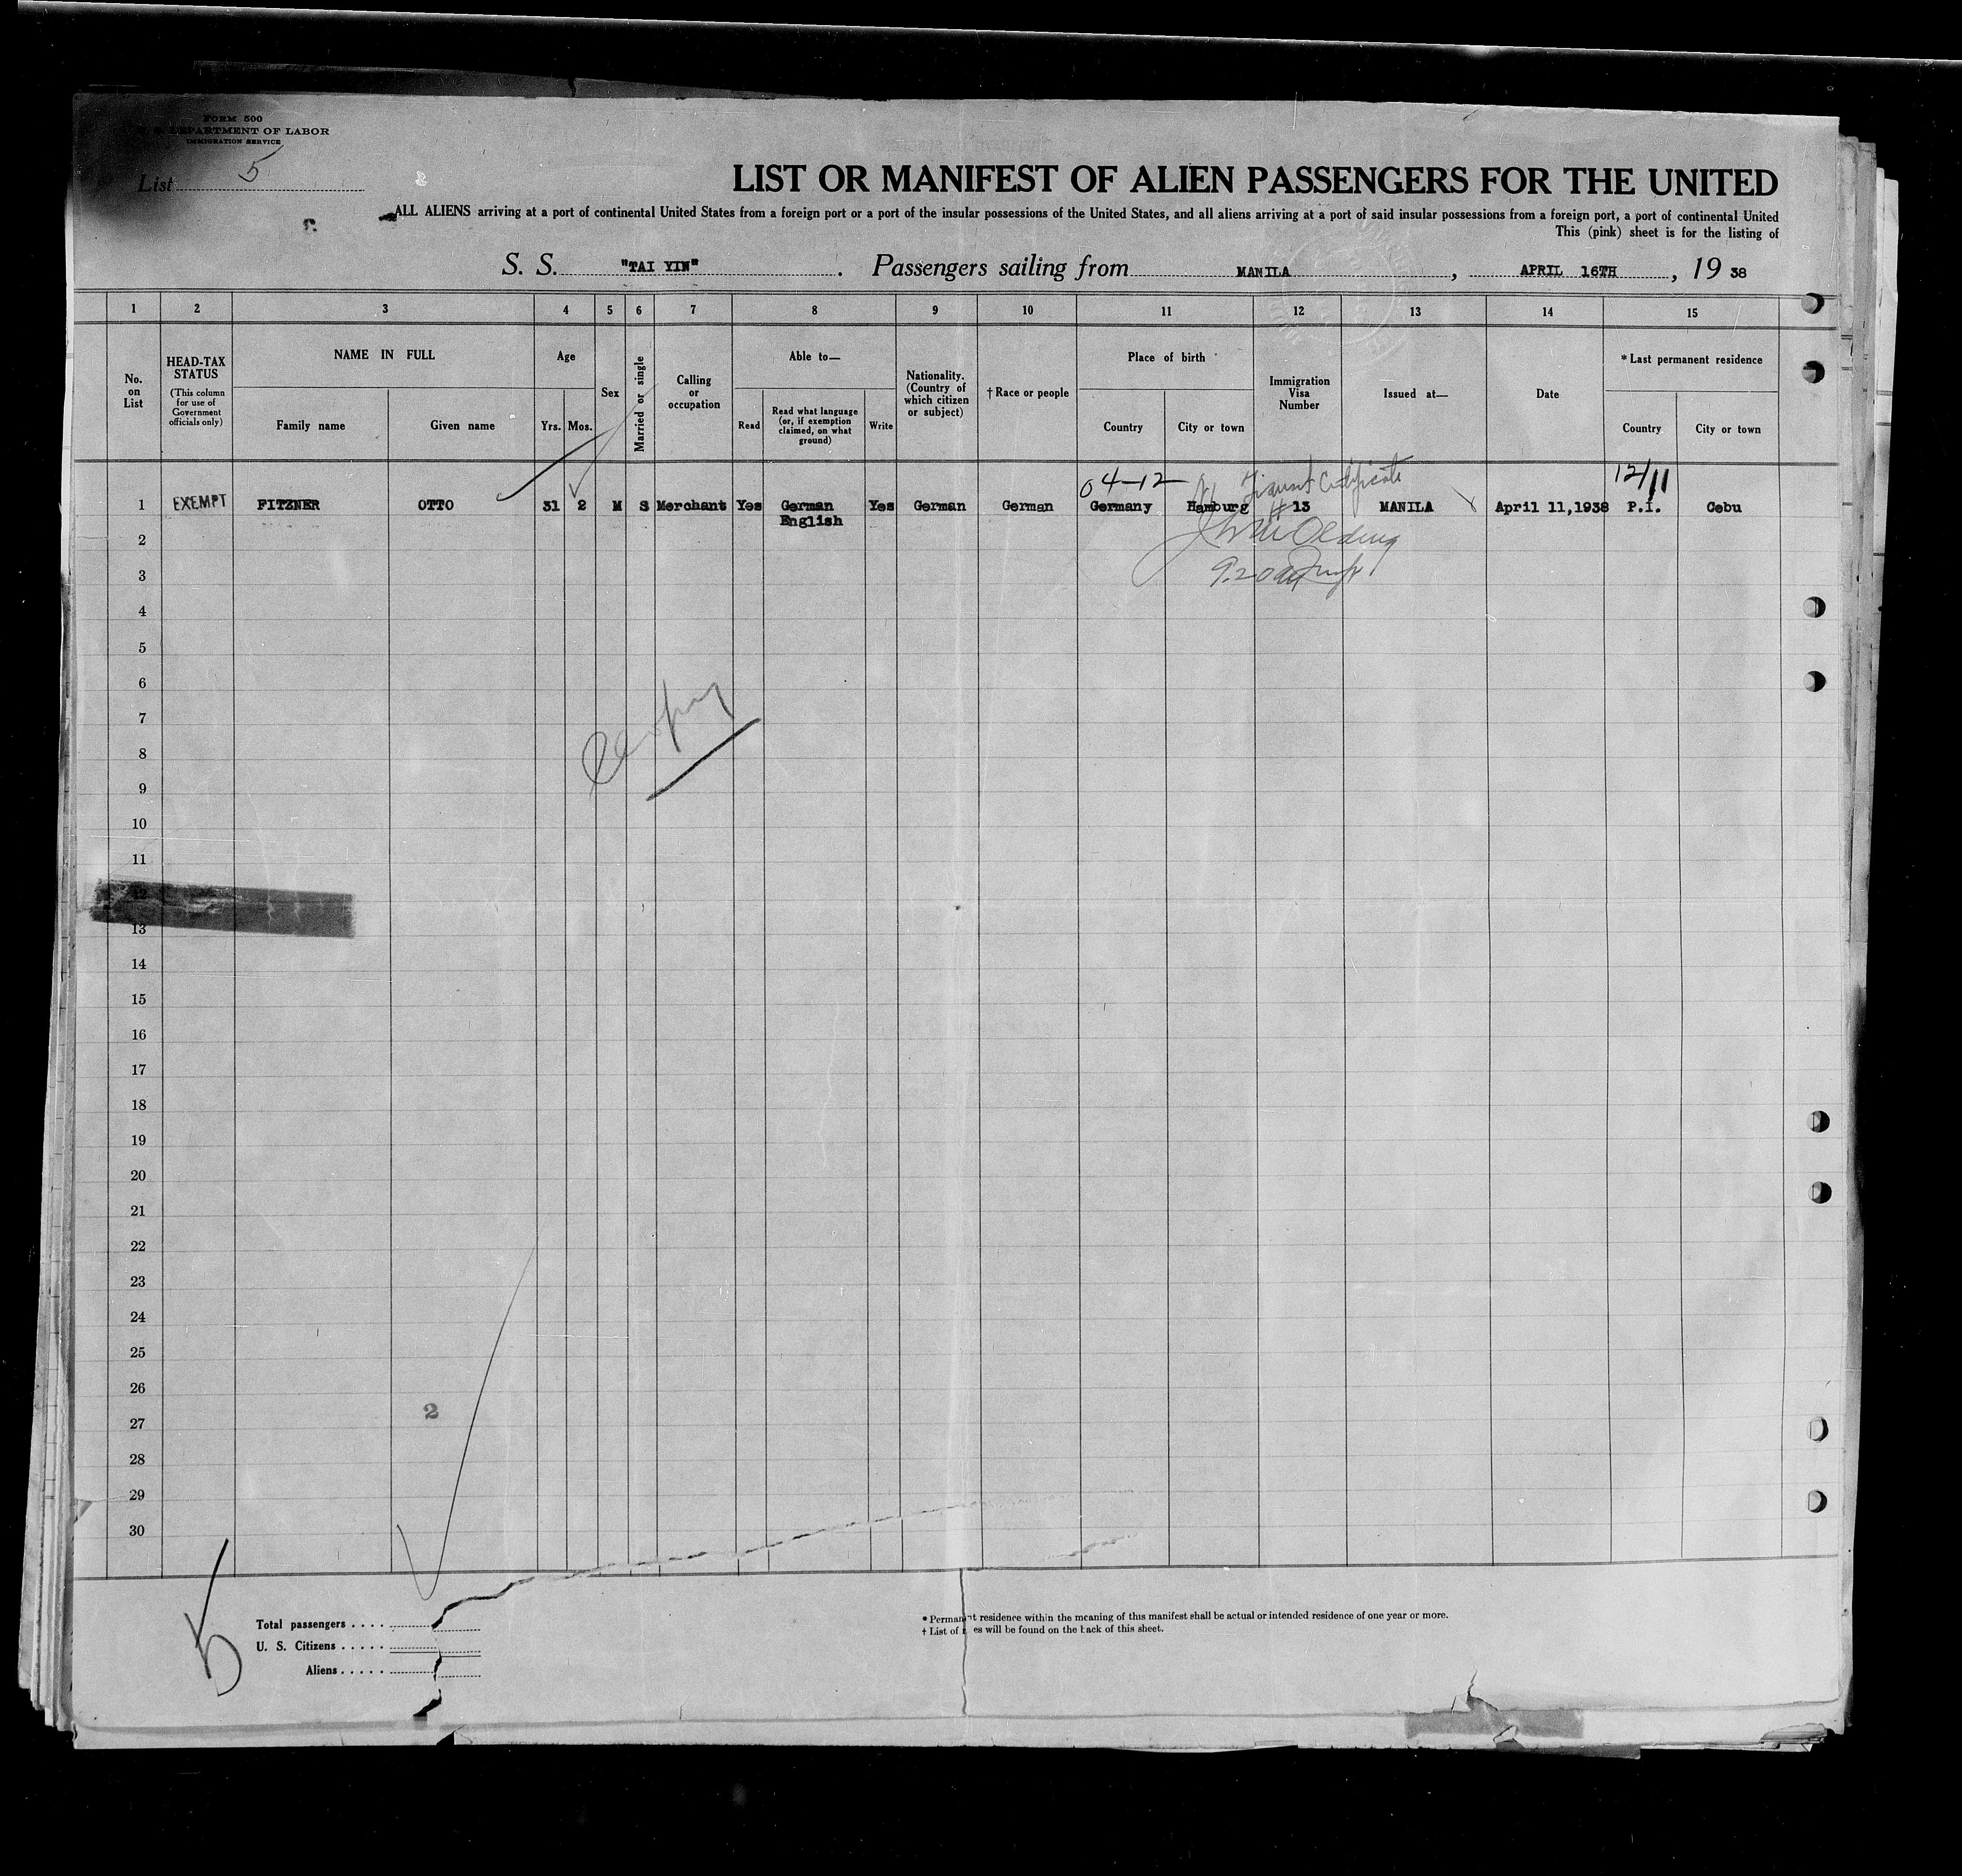 FORM 500
DEPARTMENT OF LABOR
IMMIGRATION SERVICE
List 5
LIST OR MANIFEST OF ALIEN PASSENGERS FOR THE UNITED
ALL ALIENS arriving at a port of continental United States from a foreign port or a port of the insular possessions of the United States, and all aliens arriving at a port of said insular possessions from a foreign port, a port of continental United
This (pink) sheet is for the listing of
S. S. "TAI YIN". Passengers sailing from MANILA, APRIL 16TH, 19 38
1 2 3 4 5 6 7 8 9 10 11 12 13 14 15
No. on List
HEAD-TAX STATUS
(This column for use of Government officials only)
NAME IN FULL
Family name Given name
Age
Yrs. Mos.
Sex
Married or single
Calling or occupation
Able to—
Read
Read what language (or, if exemption claimed, on what ground)
Write
Nationality. (Country of which citizen or subject)
† Race or people
Place of birth
Country City or town
Immigration Visa Number
Issued at—
Date
* Last permanent residence
Country City or town
04-12 Transit Certificate 12/11
1 EXEMPT FITZNER OTTO 31 2 M S Merchant Yes German Yes German German Germany Hamburg #13 MANILA April 11,1938 P.I. Cebu
English
2
3
4
5
6
7
8
9
10
11
12
13
14
15
16
17
18
19
20
21
22
23
24
25
26
2
27
28
29
30
5
Total passengers
U. S. Citizens
Aliens
* Permanent residence within the meaning of this manifest shall be actual or intended residence of one year or more.
† List of es will be found on the back of this sheet.